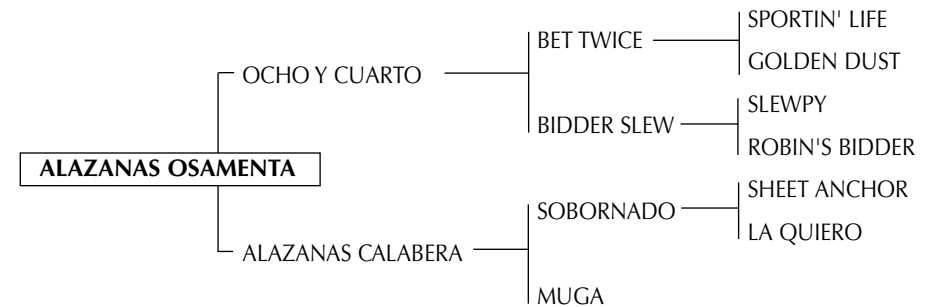 SPORTIN' LIFE
BET TWICE
GOLDEN DUST
OCHO Y CUARTO
SLEWPY
BIDDER SLEW
ROBIN'S BIDDER
ALAZANAS OSAMENTA
SHEET ANCHOR
SOBORNADO
LA QUIERO
ALAZANAS CALABERA
MUGA